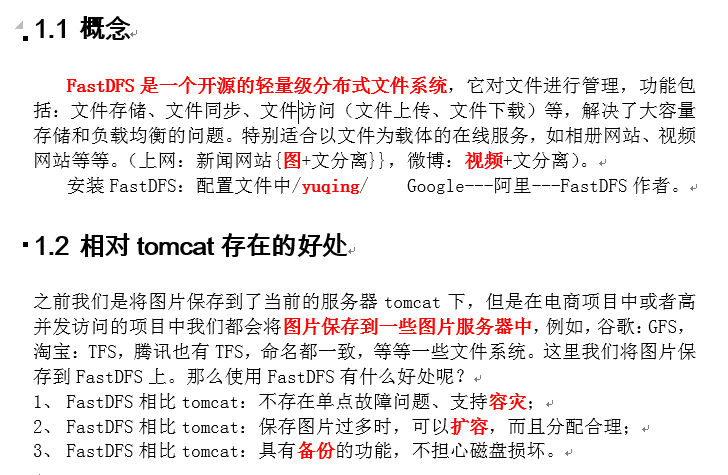 1.1 概念
FastDFS 是一个开源的轻量级分布式文件系统，它对文件进行管理，功能包
括：文件存储、文件同步、文件访问（文件上传、文件下载）等，解决了大容量
存储和负载均衡的问题。特别适合以文件为载体的在线服务，如相册网站、视频
网站等等。（上网：新闻网站{图+文分离}}，微博：视频+文分离）。
安装 FastDFS：配置文件中/yuqing/    Google---阿里---FastDFS 作者。
1.2 相对 tomcat 存在的好处
之前我们是将图片保存到了当前的服务器 tomcat 下，但是在电商项目中或者高
并发访问的项目中我们都会将图片保存到一些图片服务器中，例如，谷歌：GFS，
淘宝：TFS，腾讯也有 TFS，命名都一致，等等一些文件系统。这里我们将图片保
存到 FastDFS 上。那么使用 FastDFS 有什么好处呢？
1、 FastDFS 相比 tomcat：不存在单点故障问题、支持容灾；
2、 FastDFS 相比 tomcat：保存图片过多时，可以扩容，而且分配合理；
3、 FastDFS 相比 tomcat：具有备份的功能，不担心磁盘损坏。